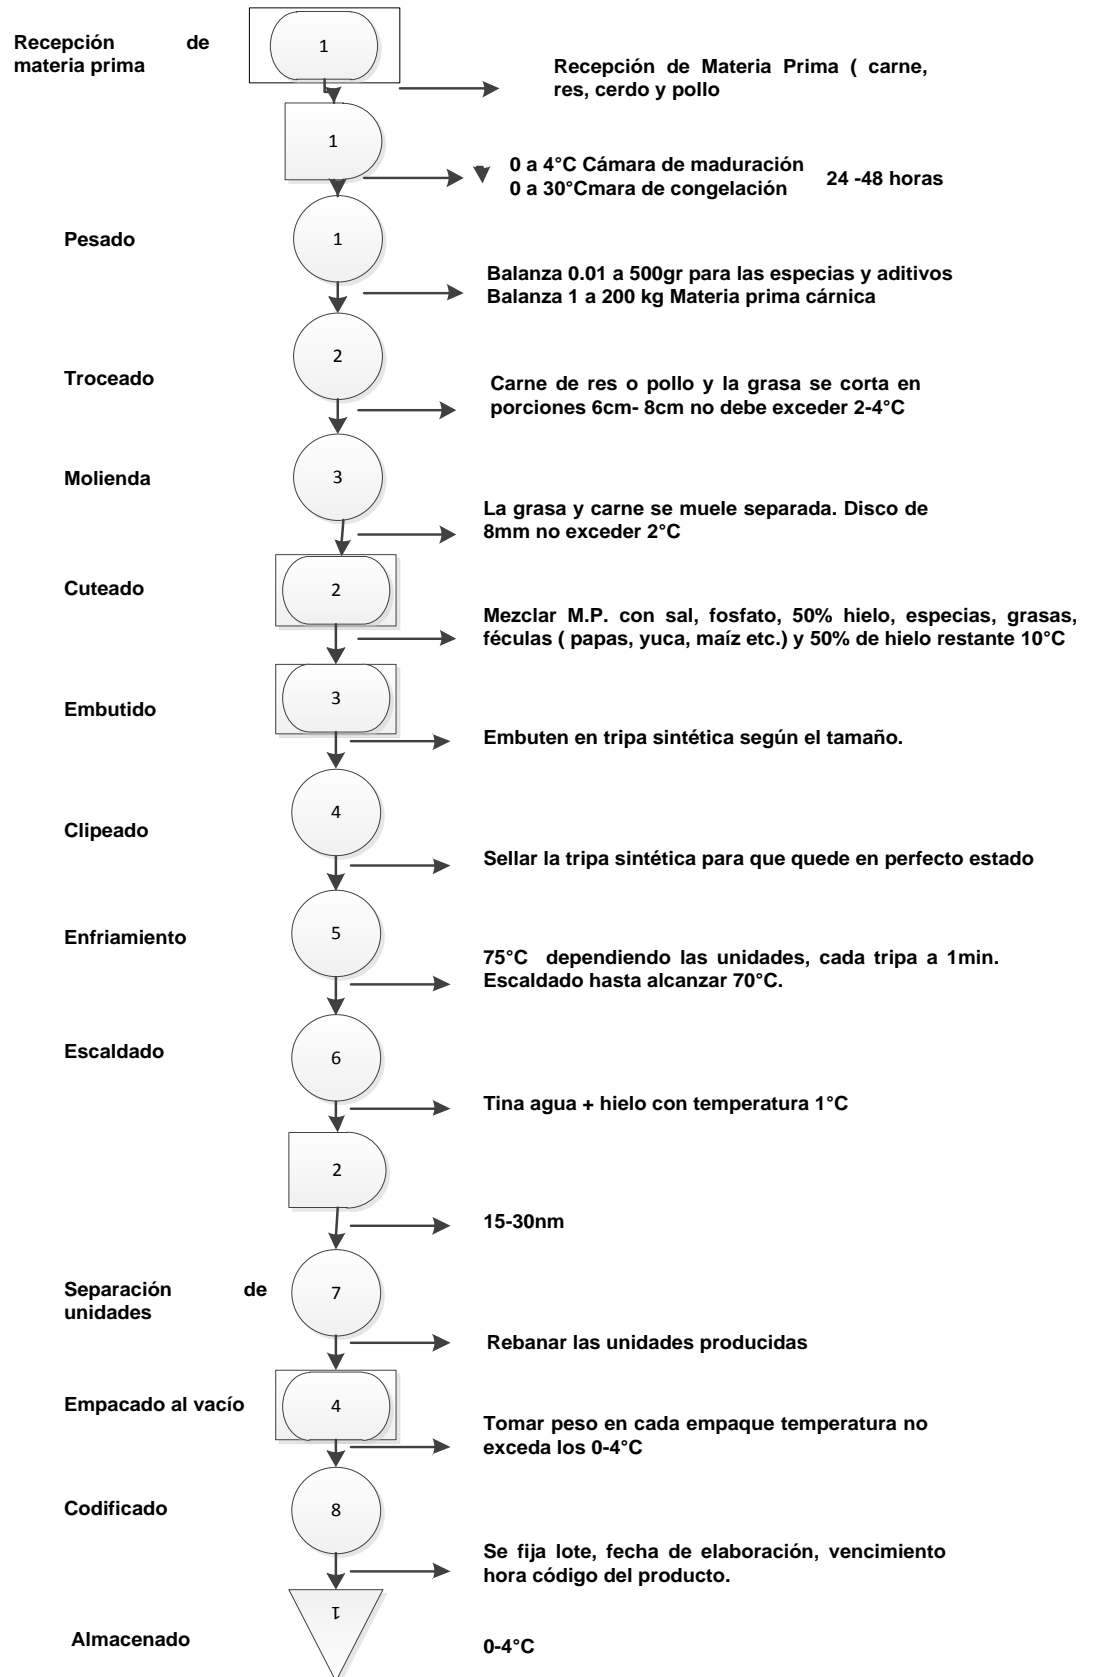 Recepción de
materia prima
1
Recepción de Materia Prima ( carne,
res, cerdo y pollo
1
0 a 4°C Cámara de maduración
0 a 30°Cmara de congelación
24 -48 horas
Pesado
1
Balanza 0.01 a 500gr para las especias y aditivos
Balanza 1 a 200 kg Materia prima cárnica
2
Troceado
Carne de res o pollo y la grasa se corta en
porciones 6cm- 8cm no debe exceder 2-4°C
Molienda
3
La grasa y carne se muele separada. Disco de
8mm no exceder 2°C
Cuteado
2
Mezclar M.P. con sal, fosfato, 50% hielo, especias, grasas,
féculas ( papas, yuca, maíz etc.) y 50% de hielo restante 10°C
Embutido
3
Embuten en tripa sintética según el tamaño.
4
Clipeado
Sellar la tripa sintética para que quede en perfecto estado
Enfriamiento
5
75°C dependiendo las unidades, cada tripa a 1min.
Escaldado hasta alcanzar 70°C.
Escaldado
6
Tina agua + hielo con temperatura 1°C
2
15-30nm
Separación de
unidades
7
Rebanar las unidades producidas
Empacado al vacío
4
Tomar peso en cada empaque temperatura no
exceda los 0-4°C
Codificado
8
Se fija lote, fecha de elaboración, vencimiento
hora código del producto.
1
Almacenado
0-4°C